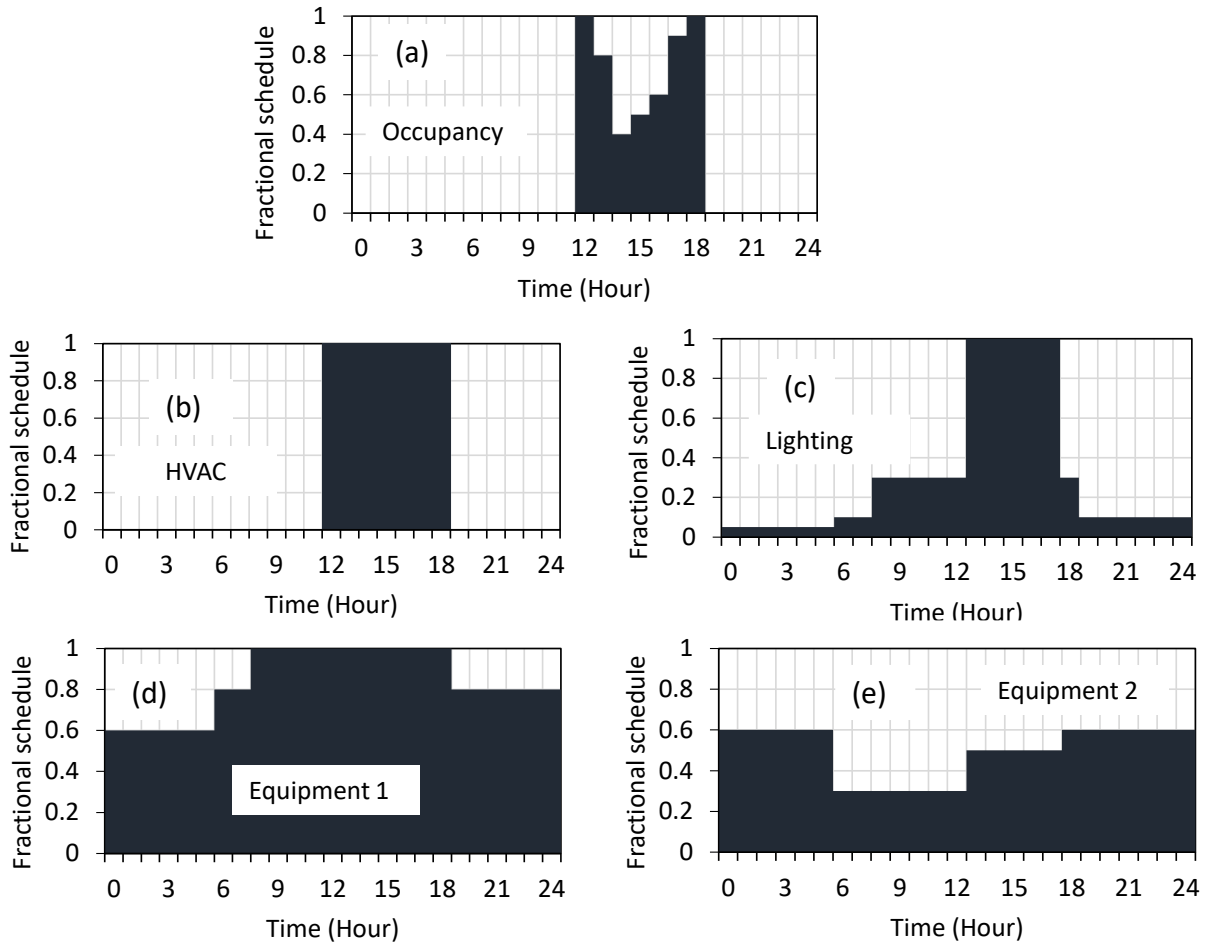 Fractional schedule
1
0.8
0.6
0.4
0.2
0
(a)
Occupancy
0 3 6 9 12 15 18 21 24
Time (Hour)
Fractional schedule
1
0.8
0.6
0.4
0.2
0
(b)
HVAC
0 3 6 9 12 15 18 21 24
Time (Hour)
Fractional schedule
1
0.8
0.6
0.4
0.2
0
(c)
Lighting
0 3 6 9 12 15 18 21 24
Time (Hour)
Fractional schedule
1
0.8
0.6
0.4
0.2
0
(d)
Equipment 1
0 3 6 9 12 15 18 21 24
Time (Hour)
Fractional schedule
1
0.8
0.6
0.4
0.2
0
(e)
Equipment 2
0 3 6 9 12 15 18 21 24
Time (Hour)